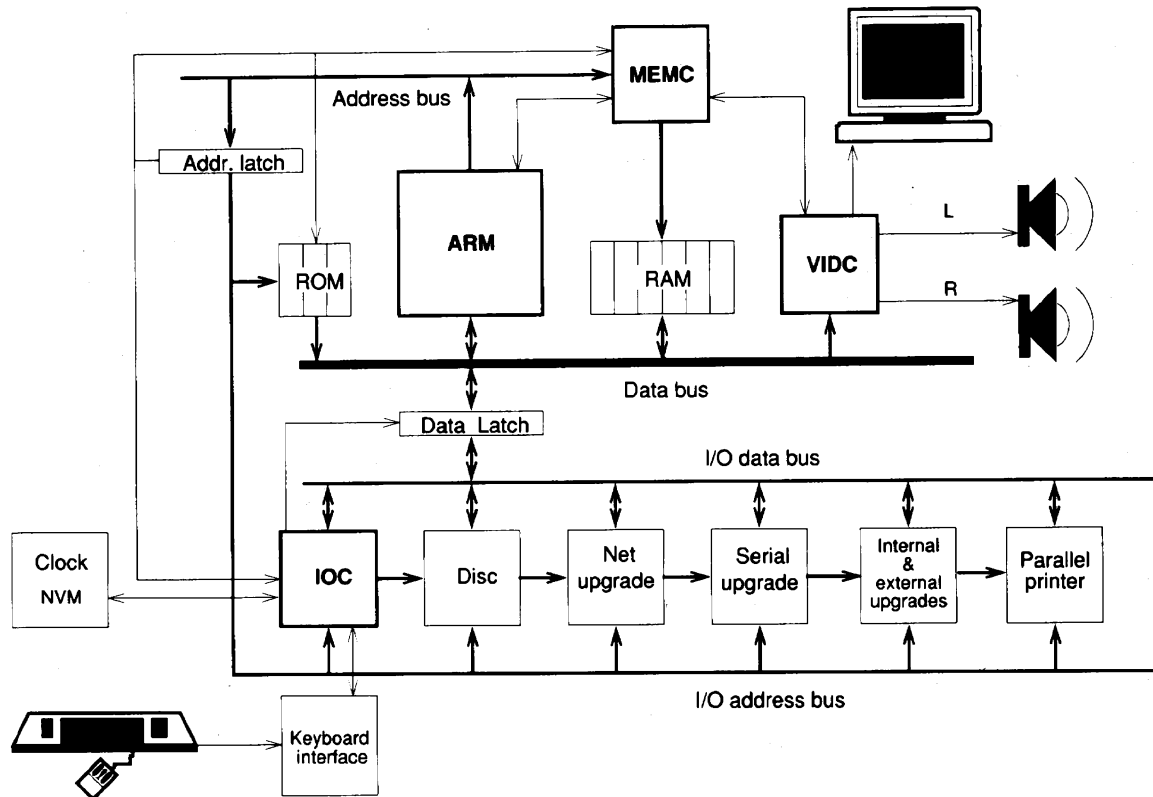 MEMC
Address bus
Addr. latch
ARM
L
ROM
RAM
VIDC
R
Data bus
Data Latch
I/O data bus
Clock
NVM
IOC
Disc
Net
upgrade
Serial
upgrade
Internal
&
external
upgrades
Parallel
printer
I/O address bus
Keyboard
interface